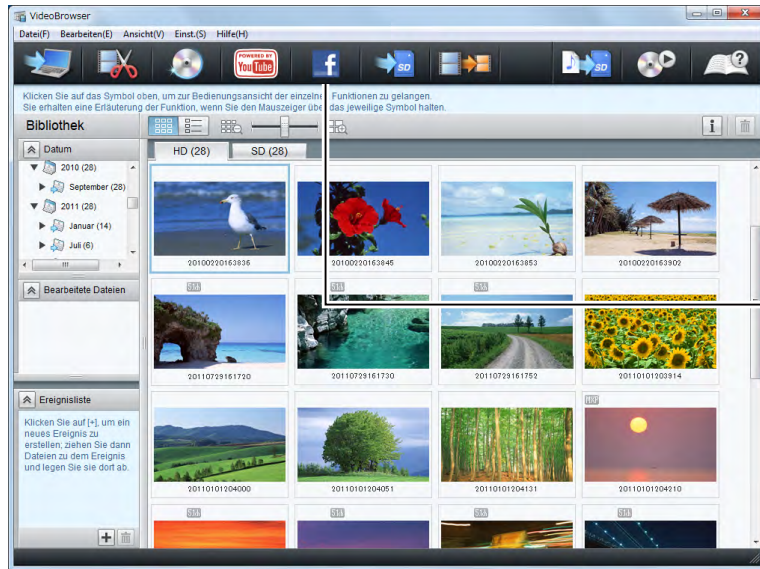 VideoBrowser
Datei(F) Bearbeiten(E) Ansicht(V) Einst.(S) Hilfe(H)
POWERED BY
YouTube
f
SD
SD
?
Klicken Sie auf das Symbol oben, um zur Bedienungsansicht der einzelnen Funktionen zu gelangen.
Sie erhalten eine Erläuterung der Funktion, wenn Sie den Mauszeiger über das jeweilige Symbol halten.
Bibliothek
i
Datum
HD (28) SD (28)
2010 (28)
September (28)
2011 (28)
Januar (14)
Juli (6)
20100220163836 20100220163845 20100220163853 20100220163902
Bearbeitete Dateien
20110729161720 20110729161730 20110729161752 20110101203914
Ereignisliste
Klicken Sie auf [+], um ein
neues Ereignis zu
erstellen; ziehen Sie dann
Dateien zu dem Ereignis
und legen Sie sie dort ab.
20110101204000 20110101204051 20110101204131 20110101204210